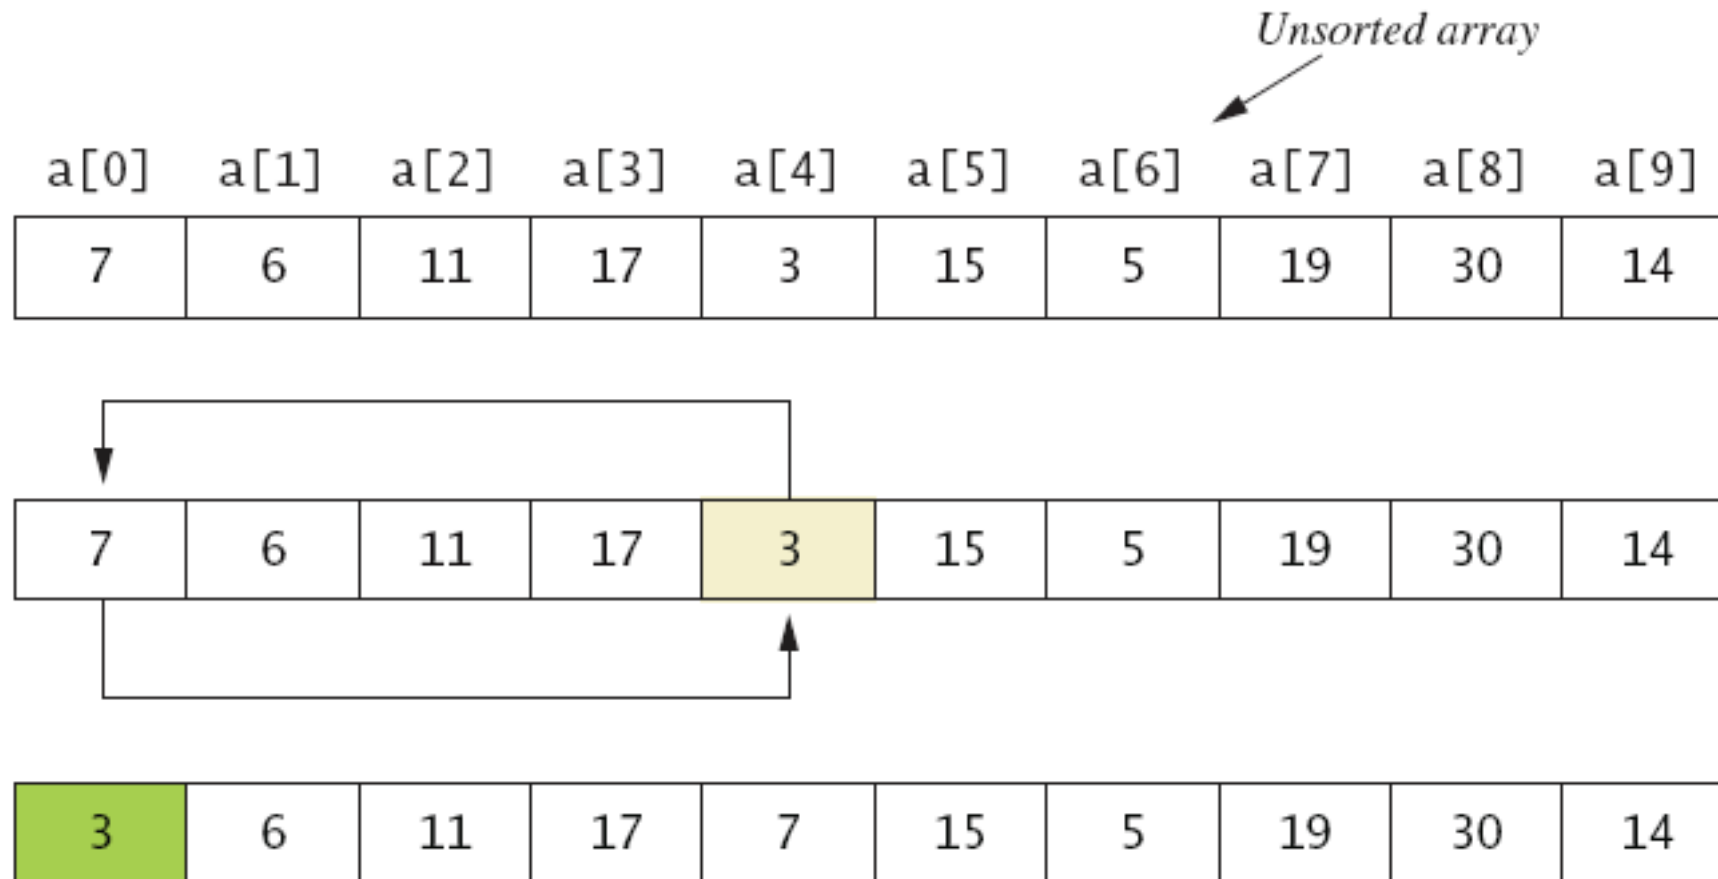 Unsorted array
a[0] a[1] a[2] a[3] a[4] a[5] a[6] a[7] a[8] a[9]
7 6 11 17 3 15 5 19 30 14
7 6 11 17 3 15 5 19 30 14
3 6 11 17 7 15 5 19 30 14